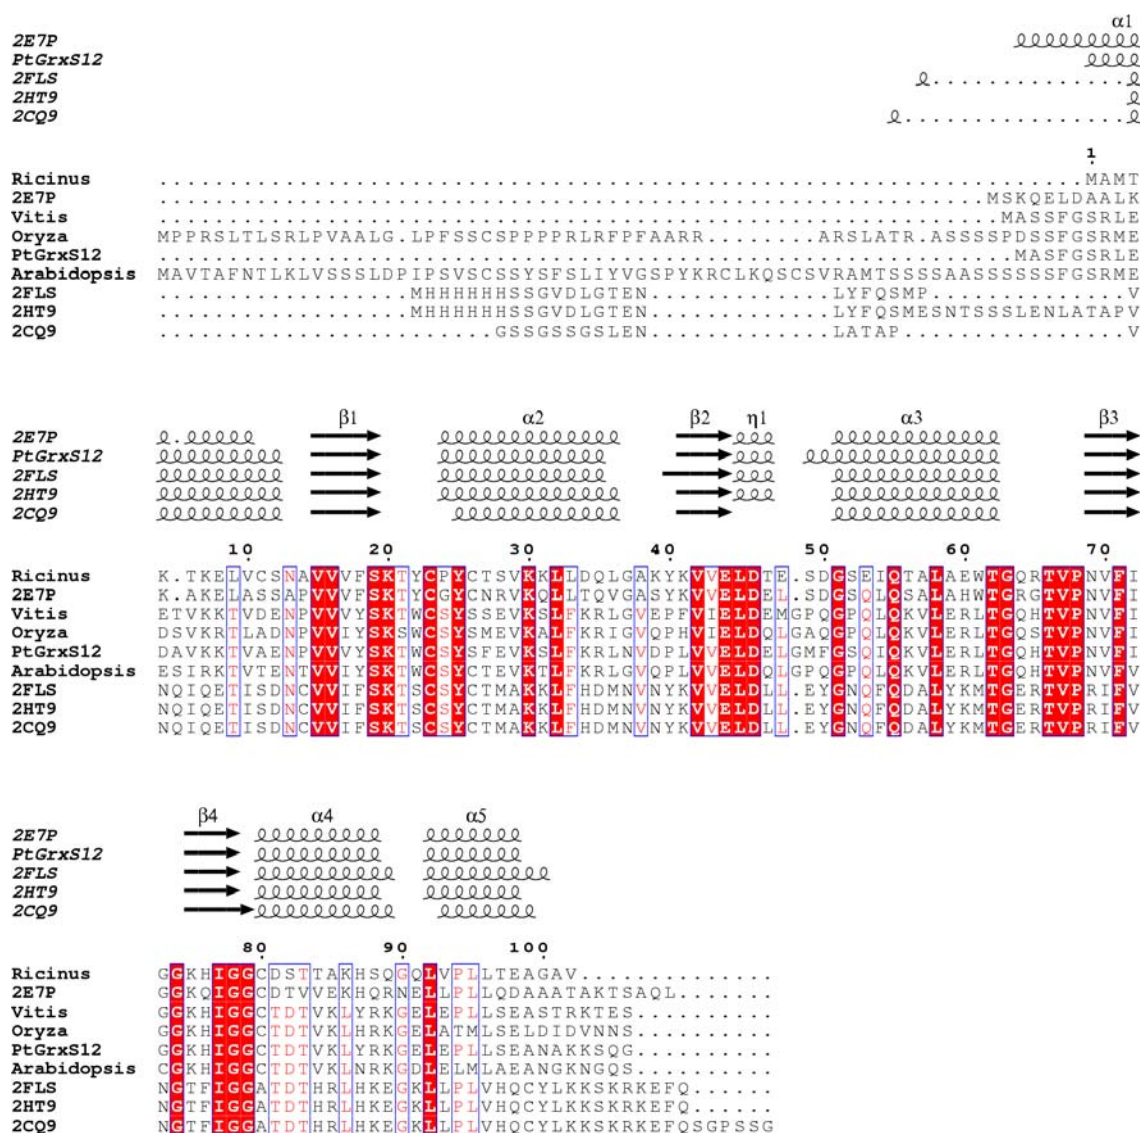 α1
2E7P
PtGrxS12
2FLS
2HT9
2CQ9
1
Ricinus ..................................................................MAMT
2E7P ...........................................................MSKQELDAALK
Vitis ............................................................MASSFGSRLE
Oryza MPPRSLTLSRLPVAALG.LPFSSCSPPPPRLRFPFAARR........ARSLATR.ASSSSPDSSFGSRME
PtGrxS12 ............................................................MASSFGSRLE
Arabidopsis MAVTAFNTLKLVSSSLDPIPSVSCSSYSFSLIYVGSPYKRCLKQSCSVRAMTSSSSAASSSSSSFGSRME
2FLS ..................MHHHHHHSSGVDLGTEN.............LYFQSMP..............V
2HT9 ..................MHHHHHHSSGVDLGTEN.............LYFQSMESNTSSSLENLATAPV
2CQ9 ........................GSSGSSGSLEN.............LATAP................V
β1 α2 β2 η1 α3 β3
2E7P
PtGrxS12
2FLS
2HT9
2CQ9
10 20 30 40 50 60 70
Ricinus K.TKELVCSNAVVVFSKTYCPYCTSVKKLLDQLGAKYKVVELDTE.SDGSEIQTALAEWTGQRTVPNVFI
2E7P K.AKELASSAPVVVFSKTYCGYCNRVKQLLTQVGASYKVVELDEL.SDGSQLQSALAHWTGRGTVPNVFI
Vitis ETVKKTVDENPVVVYSKTWCSYSSEVKSLFKRLGVEPFVIELDEMGPQGPQLQKVLERLTGQHTVPNVFI
Oryza DSVKRTLADNPVVIYSKSWCSYSMEVKALFKRIGVQPHVIELDQLGAQGPQLQKVLERLTGQSTVPNVFI
PtGrxS12 DAVKKTVAENPVVVYSKTWCSYSFEVKSLFKRLNVDPLVVELDELGMFGSQIQKVLERLTGQHTVPNVFI
Arabidopsis ESIRKTVTENTVVIYSKTWCSYCTEVKTLFKRLGVQPLVVELDQLGPQGPQLQKVLERLTGQHTVPNVFV
2FLS NQIQETISDNCVVIFSKTSCSYCTMAKKLFHDMNVNYKVVELDLL.EYGNQFQDALYKMTGERTVPRIFV
2HT9 NQIQETISDNCVVIFSKTSCSYCTMAKKLFHDMNVNYKVVELDLL.EYGNQFQDALYKMTGERTVPRIFV
2CQ9 NQIQETISDNCVVIFSKTSCSYCTMAKKLFHDMNVNYKVVELDLL.EYGNQFQDALYKMTGERTVPRIFV
β4 α4 α5
2E7P
PtGrxS12
2FLS
2HT9
2CQ9
80 90 100
Ricinus GGKHIGGCDSTTAKHSQGQLVPLLTEAGAV..............
2E7P GGKQIGGCDTVVEKHQRNELLPLLQDAAATAKTSAQL.......
Vitis GGKHIGGCTDTVKLYRKGELEPLLSEASTRKTES..........
Oryza GGKHIGGCTDTVKLHRKGELATMLSELDIDVNNS..........
PtGrxS12 GGKHIGGCTDTVKLYRKGELEPLLSEANAKKSQG..........
Arabidopsis CGKHIGGCTDTVKLNRKGDLELMLAEANGKNGQS..........
2FLS NGTFIGGATDTHRLHKEGKLLPLVHQCYLKKSKRKEFQ......
2HT9 NGTFIGGATDTHRLHKEGKLLPLVHQCYLKKSKRKEFQ......
2CQ9 NGTFIGGATDTHRLHKEGKLLPLVHQCYLKKSKRKEFQSGPSSG